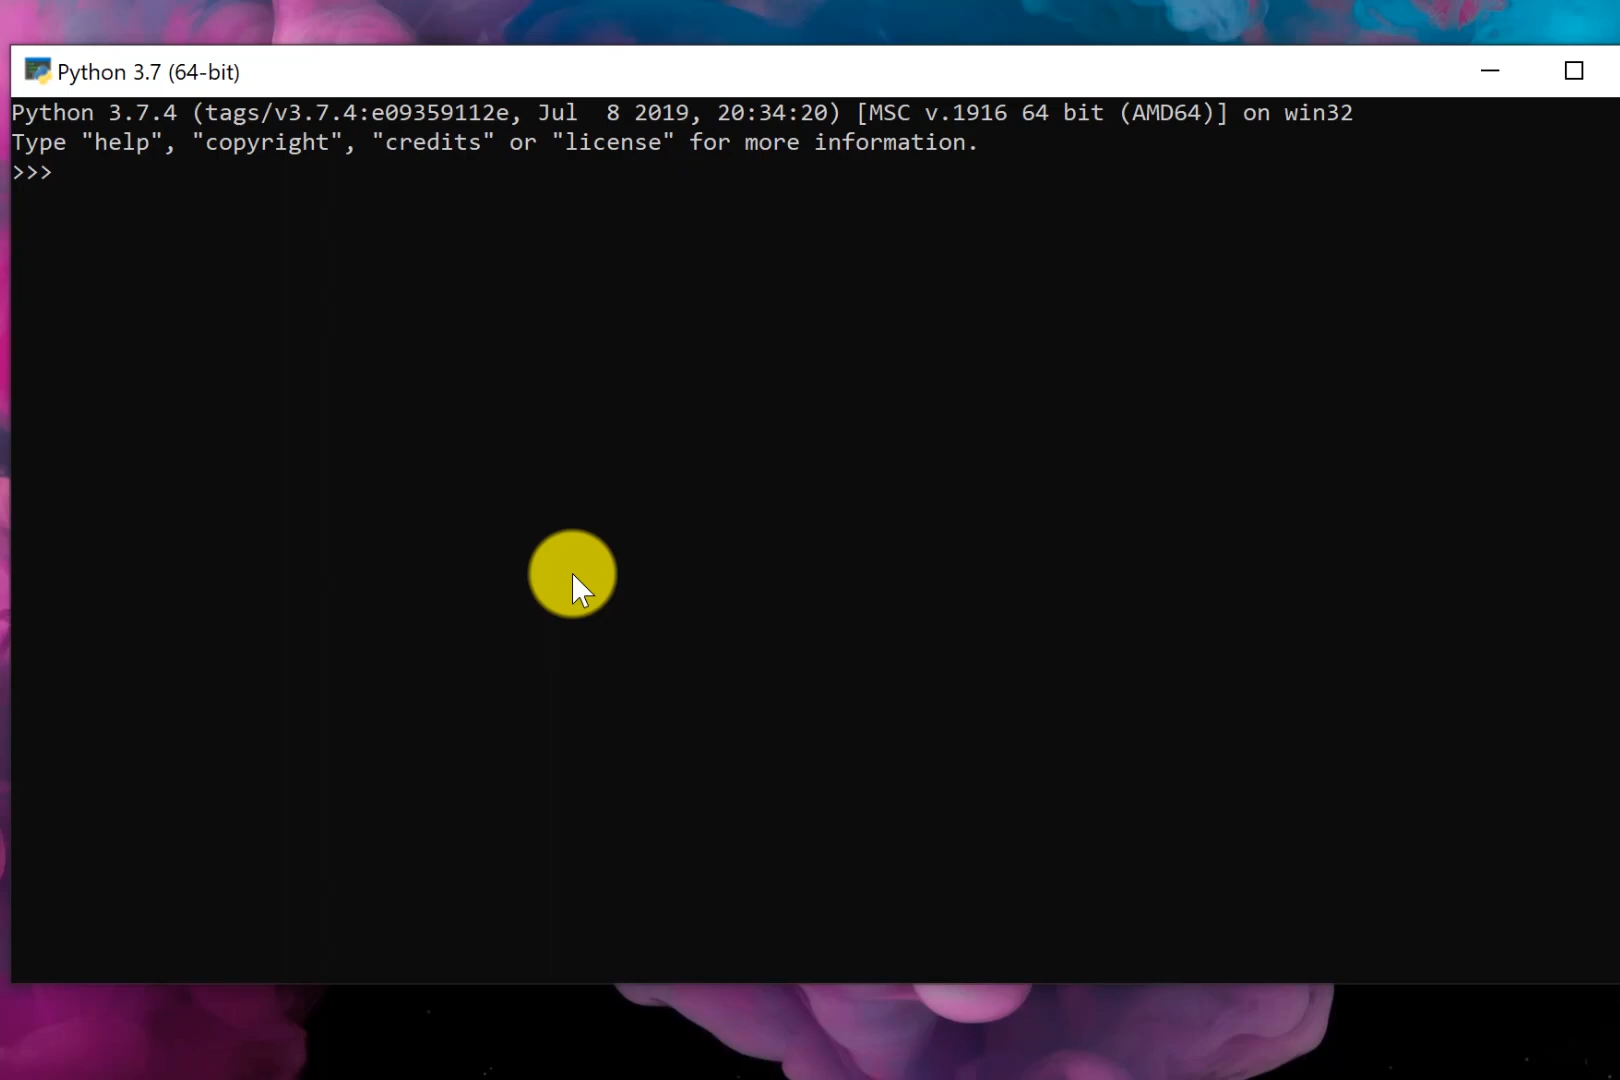 Python 3.7 (64-bit)
Python 3.7.4 (tags/v3.7.4:e09359112e, Jul  8 2019, 20:34:20) [MSC v.1916 64 bit (AMD64)] on win32
Type "help", "copyright", "credits" or "license" for more information.
>>>